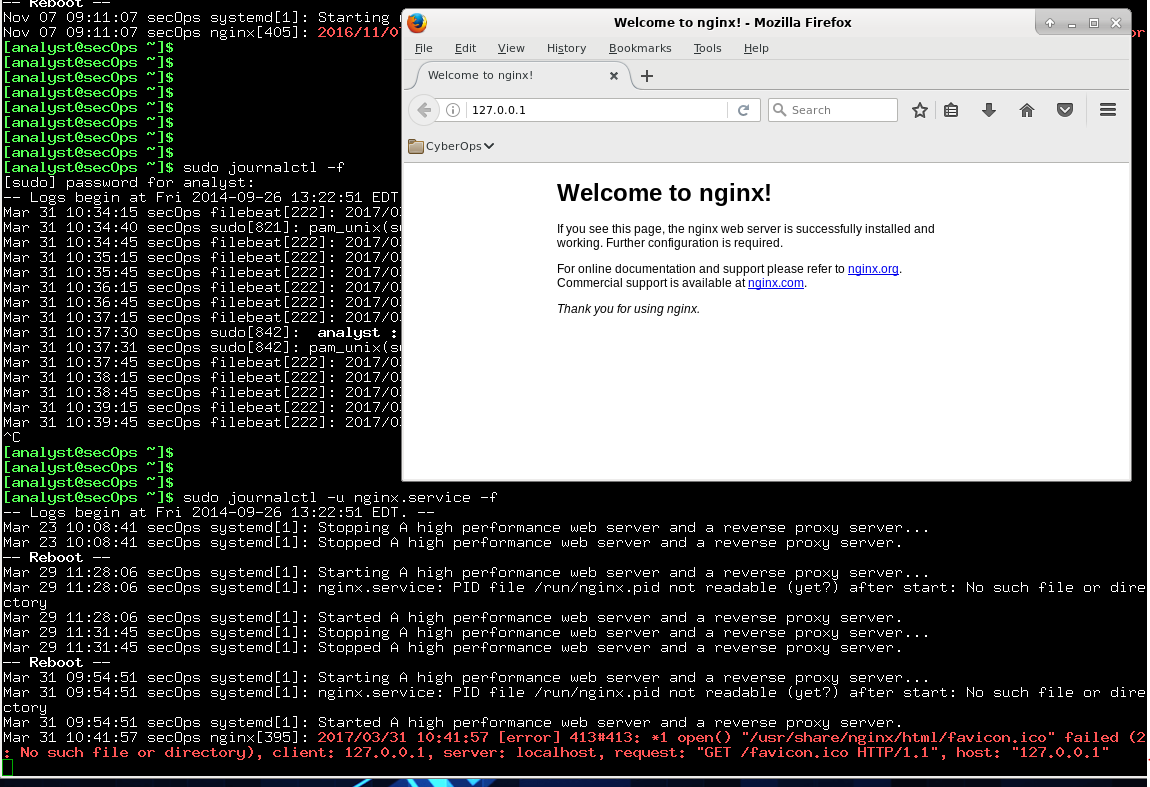 -- Reboot --
Nov 07 09:11:07 secOps systemd[1]: Starting
Nov 07 09:11:07 secOps nginx[405]: 2016/11/0
or
[analyst@secOps ~]$
[analyst@secOps ~]$
[analyst@secOps ~]$
[analyst@secOps ~]$
[analyst@secOps ~]$
[analyst@secOps ~]$
[analyst@secOps ~]$
[analyst@secOps ~]$
[analyst@secOps ~]$ sudo journalctl -f
[sudo] password for analyst:
-- Logs begin at Fri 2014-09-26 13:22:51 EDT
Mar 31 10:34:15 secOps filebeat[222]: 2017/0
Mar 31 10:34:40 secOps sudo[821]: pam_unix(su
Mar 31 10:34:45 secOps filebeat[222]: 2017/0
Mar 31 10:35:15 secOps filebeat[222]: 2017/0
Mar 31 10:35:45 secOps filebeat[222]: 2017/0
Mar 31 10:36:15 secOps filebeat[222]: 2017/0
Mar 31 10:36:45 secOps filebeat[222]: 2017/0
Mar 31 10:37:15 secOps filebeat[222]: 2017/0
Mar 31 10:37:30 secOps sudo[842]:  analyst :
Mar 31 10:37:31 secOps sudo[842]: pam_unix(su
Mar 31 10:37:45 secOps filebeat[222]: 2017/0
Mar 31 10:38:15 secOps filebeat[222]: 2017/0
Mar 31 10:38:45 secOps filebeat[222]: 2017/0
Mar 31 10:39:15 secOps filebeat[222]: 2017/0
Mar 31 10:39:45 secOps filebeat[222]: 2017/0
^C
[analyst@secOps ~]$
[analyst@secOps ~]$
[analyst@secOps ~]$
[analyst@secOps ~]$ sudo journalctl -u nginx.service -f
-- Logs begin at Fri 2014-09-26 13:22:51 EDT. --
Mar 23 10:08:41 secOps systemd[1]: Stopping A high performance web server and a reverse proxy server...
Mar 23 10:08:41 secOps systemd[1]: Stopped A high performance web server and a reverse proxy server.
-- Reboot --
Mar 29 11:28:06 secOps systemd[1]: Starting A high performance web server and a reverse proxy server...
Mar 29 11:28:06 secOps systemd[1]: nginx.service: PID file /run/nginx.pid not readable (yet?) after start: No such file or dire
ctory
Mar 29 11:28:06 secOps systemd[1]: Started A high performance web server and a reverse proxy server.
Mar 29 11:31:45 secOps systemd[1]: Stopping A high performance web server and a reverse proxy server...
Mar 29 11:31:45 secOps systemd[1]: Stopped A high performance web server and a reverse proxy server.
-- Reboot --
Mar 31 09:54:51 secOps systemd[1]: Starting A high performance web server and a reverse proxy server...
Mar 31 09:54:51 secOps systemd[1]: nginx.service: PID file /run/nginx.pid not readable (yet?) after start: No such file or dire
ctory
Mar 31 09:54:51 secOps systemd[1]: Started A high performance web server and a reverse proxy server.
Mar 31 10:41:57 secOps nginx[395]: 2017/03/31 10:41:57 [error] 413#413: *1 open() "/usr/share/nginx/html/favicon.ico" failed (2
: No such file or directory), client: 127.0.0.1, server: localhost, request: "GET /favicon.ico HTTP/1.1", host: "127.0.0.1"
Welcome to nginx! - Mozilla Firefox
File Edit View History Bookmarks Tools Help
Welcome to nginx!
127.0.0.1
Search
CyberOps
Welcome to nginx!
If you see this page, the nginx web server is successfully installed and
working. Further configuration is required.
For online documentation and support please refer to nginx.org.
Commercial support is available at nginx.com.
Thank you for using nginx.